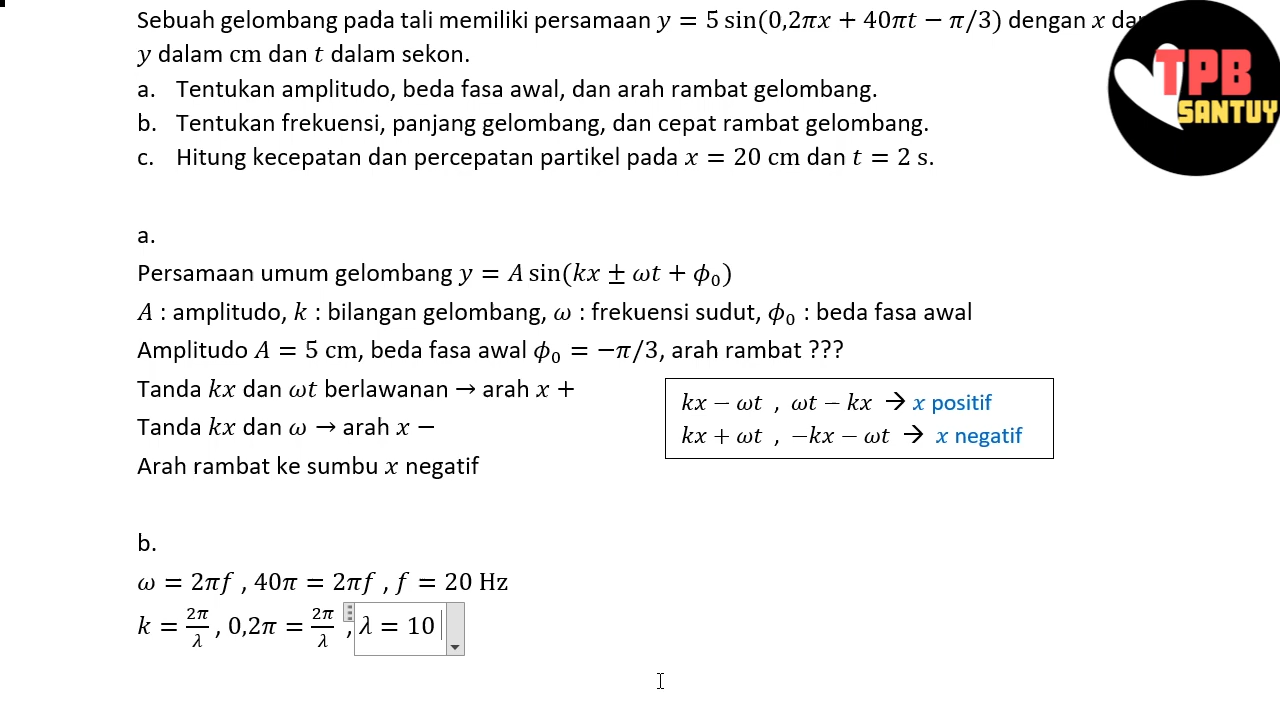 Sebuah gelombang pada tali memiliki persamaan y = 5 sin(0,2πx + 40πt − π/3) dengan x
y dalam cm dan t dalam sekon.
a. Tentukan amplitudo, beda fasa awal, dan arah rambat gelombang.
b. Tentukan frekuensi, panjang gelombang, dan cepat rambat gelombang.
c. Hitung kecepatan dan percepatan partikel pada x = 20 cm dan t = 2 s.
TPB
SANTUY
a.
Persamaan umum gelombang y = A sin(kx ± ωt + ϕ₀)
A : amplitudo, k : bilangan gelombang, ω : frekuensi sudut, ϕ₀ : beda fasa awal
Amplitudo A = 5 cm, beda fasa awal ϕ₀ = −π/3, arah rambat ???
Tanda kx dan ωt berlawanan → arah x +
Tanda kx dan ω → arah x −
Arah rambat ke sumbu x negatif
kx − ωt , ωt − kx → x positif
kx + ωt , −kx − ωt → x negatif
b.
ω = 2πf , 40π = 2πf , f = 20 Hz
k = 2π/λ , 0,2π = 2π/λ , λ = 10